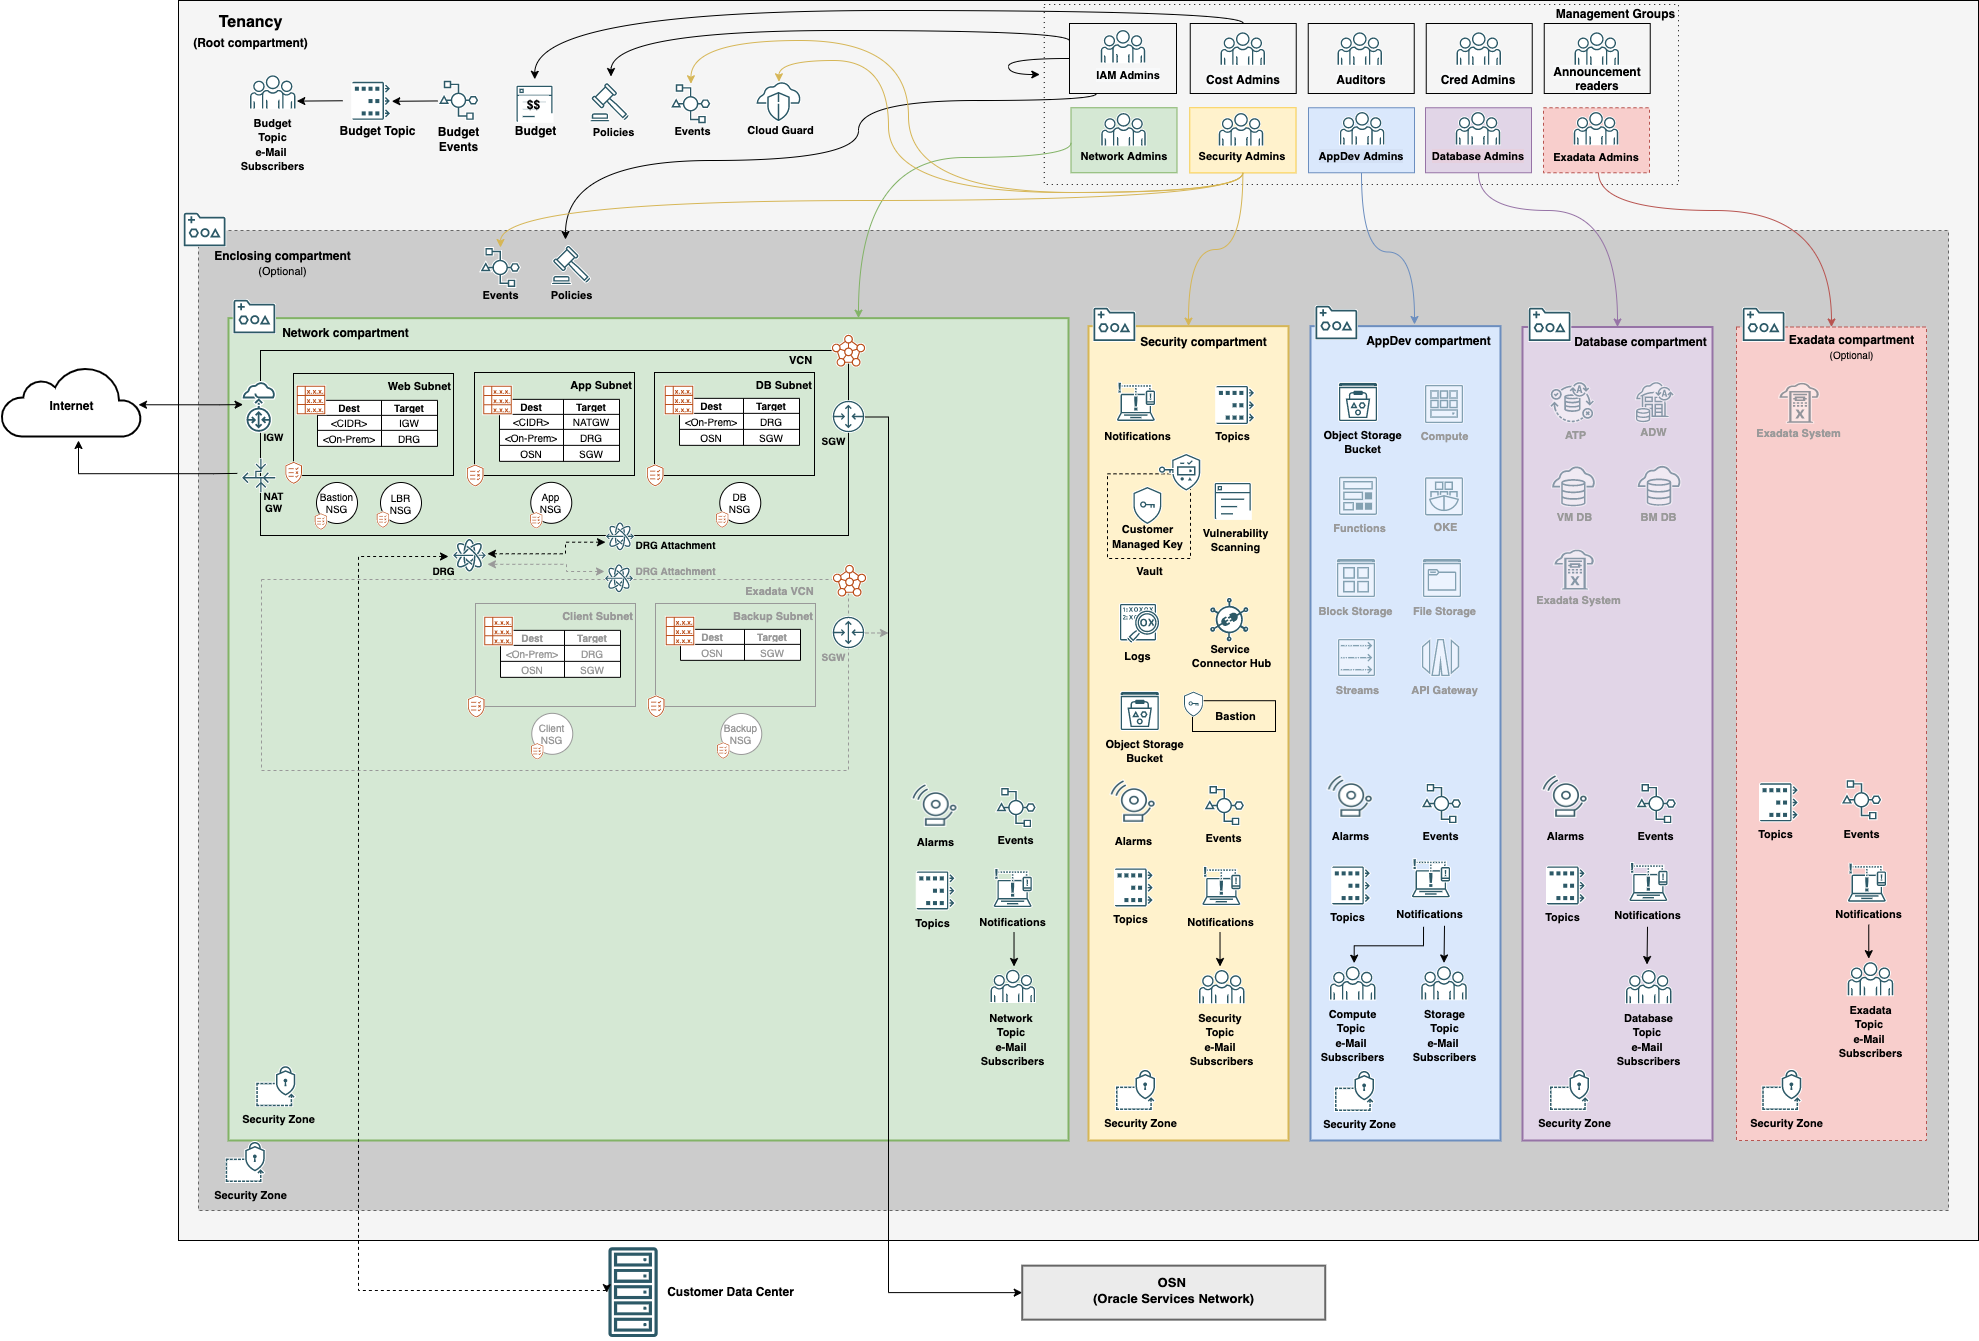 Tenancy
(Root compartment)
Management Groups
IAM Admins
Cost Admins
Auditors
Cred Admins
Announcement
readers
Network Admins
Security Admins
AppDev Admins
Database Admins
Exadata Admins
Budget
Topic
e-Mail
Subscribers
Budget Topic
Budget
Events
$$
Budget
Policies
Events
Cloud Guard
Enclosing compartment
(Optional)
Events
Policies
Internet
Network compartment
VCN
IGW
NAT
GW
Web Subnet
x.x.x.
x.x.x.
x.x.x.
Dest Target
<CIDR> IGW
<On-Prem> DRG
App Subnet
x.x.x.
x.x.x.
x.x.x.
Dest Target
<CIDR> NATGW
<On-Prem> DRG
OSN SGW
DB Subnet
x.x.x.
x.x.x.
x.x.x.
Dest Target
<On-Prem> DRG
OSN SGW
SGW
Bastion
NSG
LBR
NSG
App
NSG
DB
NSG
DRG Attachment
DRG
DRG Attachment
Exadata VCN
Client Subnet
x.x.x.
x.x.x.
x.x.x.
Dest Target
<On-Prem> DRG
OSN SGW
Backup Subnet
x.x.x.
x.x.x.
x.x.x.
Dest Target
OSN SGW
SGW
Client
NSG
Backup
NSG
Alarms
Events
Topics
Notifications
Network
Topic
e-Mail
Subscribers
Security Zone
Security Zone
Security compartment
Notifications
Topics
Customer
Managed Key
Vault
Vulnerability
Scanning
Logs
Service
Connector Hub
Object Storage
Bucket
Bastion
Alarms
Events
Topics
Notifications
Security
Topic
e-Mail
Subscribers
Security Zone
AppDev compartment
Object Storage
Bucket
Compute
Functions
OKE
Block Storage
File Storage
Streams
API Gateway
Alarms
Events
Topics
Notifications
Compute
Topic
e-Mail
Subscribers
Storage
Topic
e-Mail
Subscribers
Security Zone
Database compartment
ATP
ADW
VM DB
BM DB
X
Exadata System
Alarms
Events
Topics
Notifications
Database
Topic
e-Mail
Subscribers
Security Zone
Exadata compartment
(Optional)
X
Exadata System
Topics
Events
Notifications
Exadata
Topic
e-Mail
Subscribers
Security Zone
Customer Data Center
OSN
(Oracle Services Network)